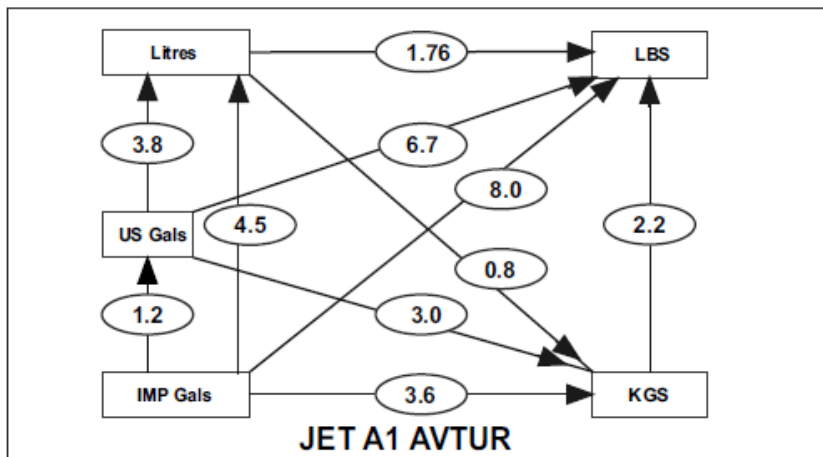 Litres
1.76
LBS
3.8
6.7
8.0
US Gals
4.5
2.2
0.8
1.2
3.0
IMP Gals
3.6
KGS
JET A1 AVTUR